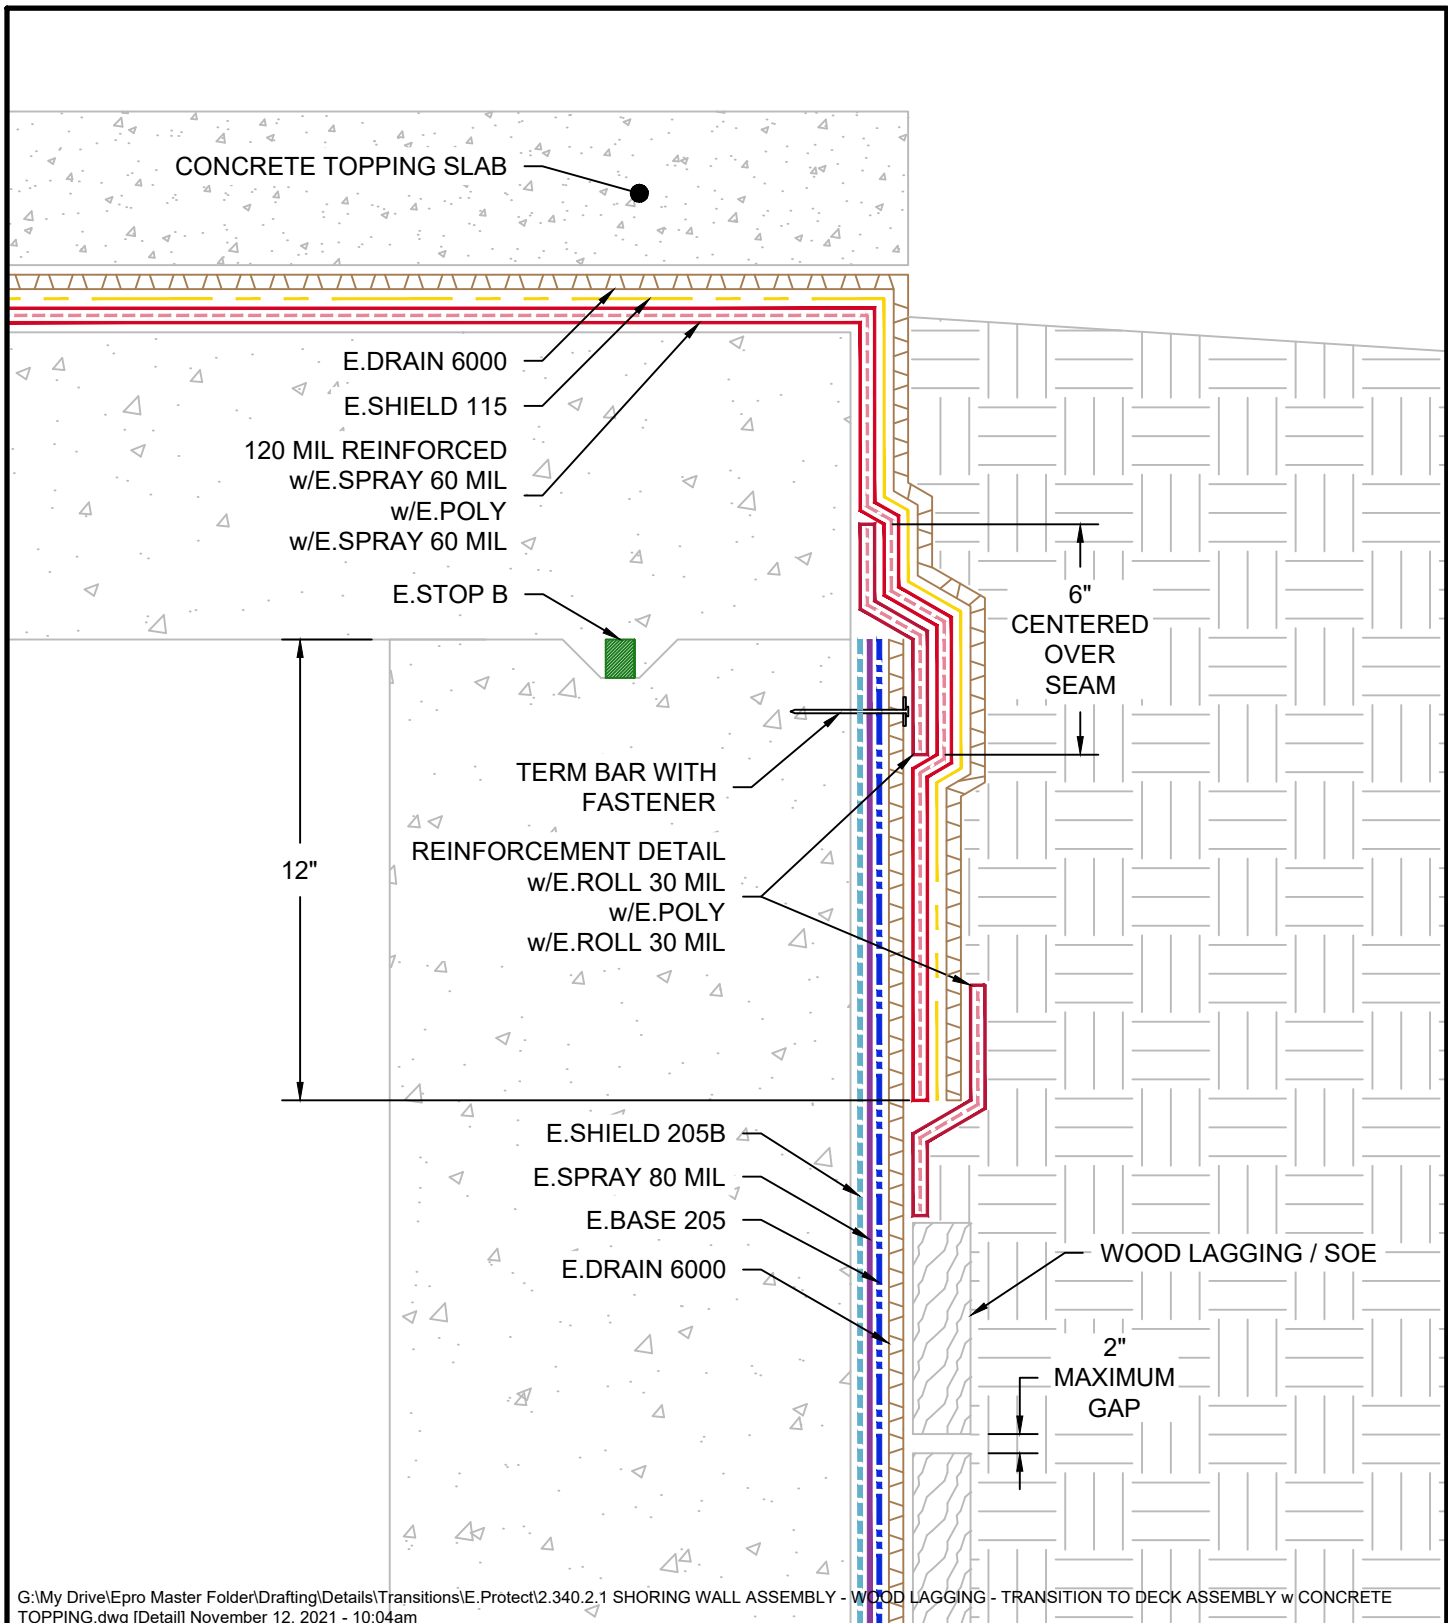 CONCRETE TOPPING SLAB
E.DRAIN 6000
E.SHIELD 115
120 MIL REINFORCED
w/E.SPRAY 60 MIL
w/E.POLY
w/E.SPRAY 60 MIL
E.STOP B
6"
CENTERED
OVER
SEAM
TERM BAR WITH
FASTENER
12"
REINFORCEMENT DETAIL
w/E.ROLL 30 MIL
w/E.POLY
w/E.ROLL 30 MIL
E.SHIELD 205B
E.SPRAY 80 MIL
E.BASE 205
E.DRAIN 6000
WOOD LAGGING / SOE
2"
MAXIMUM
GAP
G:\My Drive\Epro Master Folder\Drafting\Details\Transitions\E.Protect\2.340.2.1 SHORING WALL ASSEMBLY - WOOD LAGGING - TRANSITION TO DECK ASSEMBLY w CONCRETE
TOPPING.dwg [Detail] November 12, 2021 - 10:04am